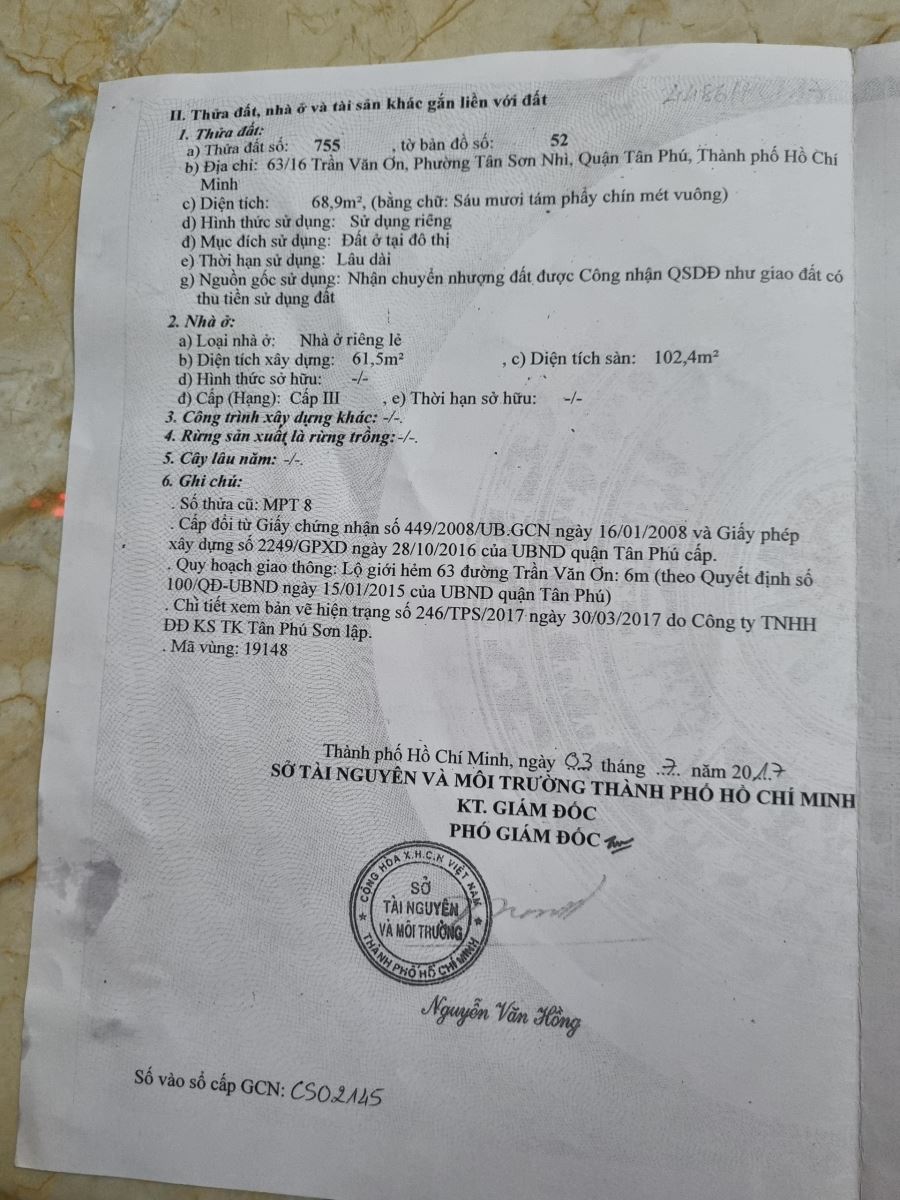 II. Thửa đất, nhà ở và tài sản khác gắn liền với đất
1. Thửa đất:
a) Thửa đất số: 755 , tờ bản đồ số: 52
b) Địa chỉ: 63/16 Trần Văn Ơn, Phường Tân Sơn Nhì, Quận Tân Phú, Thành phố Hồ Chí
Minh
c) Diện tích: 68,9m², (bằng chữ: Sáu mươi tám phẩy chín mét vuông)
d) Hình thức sử dụng: Sử dụng riêng
đ) Mục đích sử dụng: Đất ở tại đô thị
e) Thời hạn sử dụng: Lâu dài
g) Nguồn gốc sử dụng: Nhận chuyển nhượng đất được Công nhận QSDĐ như giao đất có
thu tiền sử dụng đất
2. Nhà ở:
a) Loại nhà ở: Nhà ở riêng lẻ
b) Diện tích xây dựng: 61,5m² , c) Diện tích sàn: 102,4m²
d) Hình thức sở hữu: -/-
đ) Cấp (Hạng): Cấp III , e) Thời hạn sở hữu: -/-
3. Công trình xây dựng khác: -/-.
4. Rừng sản xuất là rừng trồng: -/-.
5. Cây lâu năm: -/-.
6. Ghi chú:
. Số thửa cũ: MPT 8
. Cấp đổi từ Giấy chứng nhận số 449/2008/UB.GCN ngày 16/01/2008 và Giấy phép
xây dựng số 2249/GPXD ngày 28/10/2016 của UBND quận Tân Phú cấp.
. Quy hoạch giao thông: Lộ giới hẻm 63 đường Trần Văn Ơn: 6m (theo Quyết định số
100/QĐ-UBND ngày 15/01/2015 của UBND quận Tân Phú)
. Chi tiết xem bản vẽ hiện trạng số 246/TPS/2017 ngày 30/03/2017 do Công ty TNHH
ĐĐ KS TK Tân Phú Sơn lập.
. Mã vùng: 19148
Thành phố Hồ Chí Minh, ngày 03 tháng .7. năm 2017
SỞ TÀI NGUYÊN VÀ MÔI TRƯỜNG THÀNH PHỐ HỒ CHÍ MINH
KT. GIÁM ĐỐC
PHÓ GIÁM ĐỐC
CỘNG HÒA X.H.C.N VIỆT NAM
SỞ
TÀI NGUYÊN
VÀ MÔI TRƯỜNG
THÀNH PHỐ HỒ CHÍ MINH
Nguyễn Văn Hồng
Số vào sổ cấp GCN: CS02145